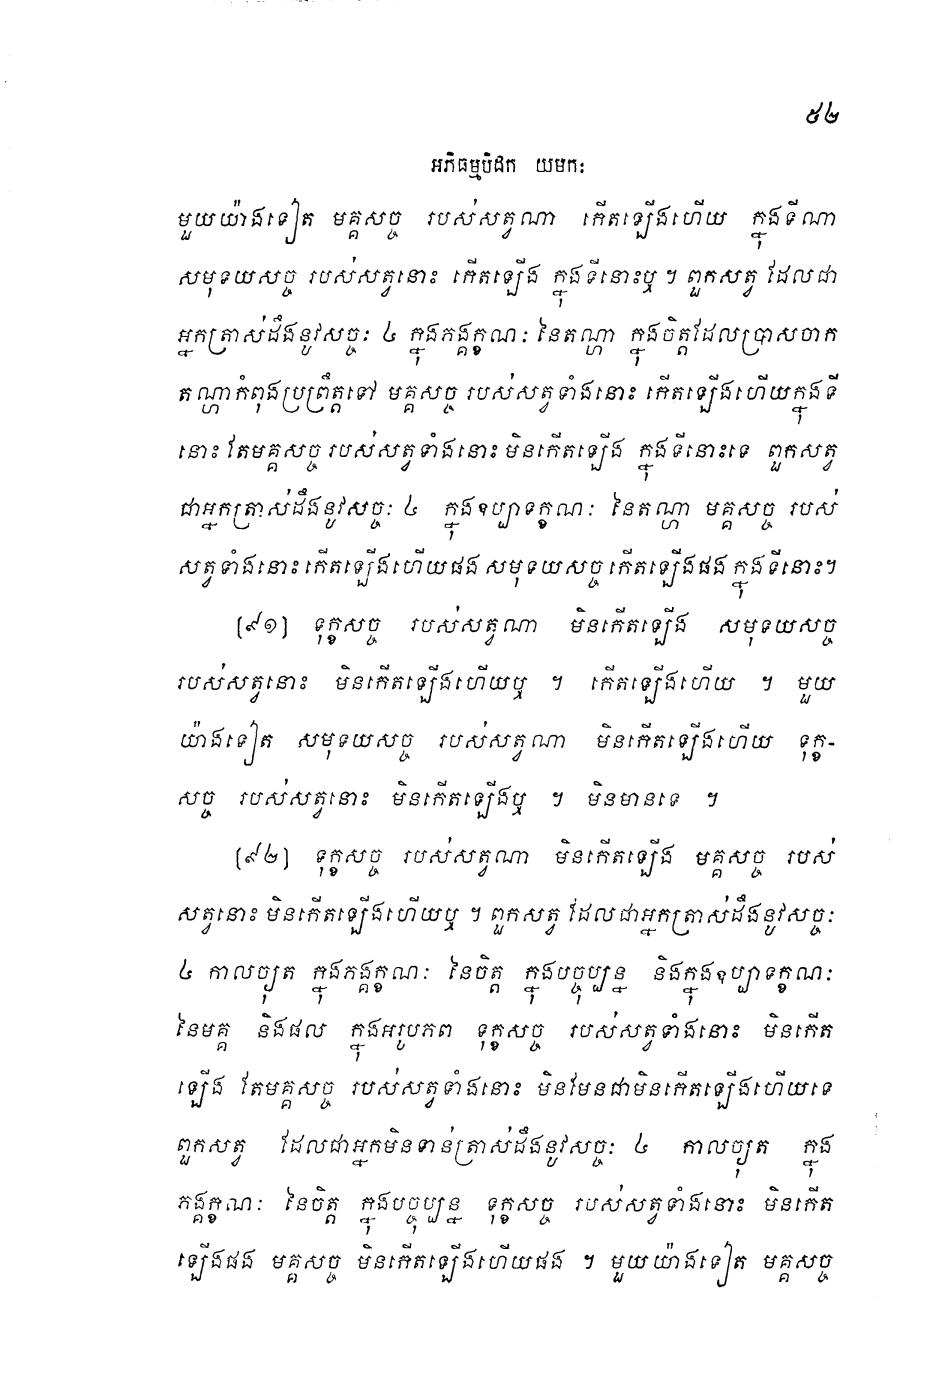 ៥២
អភិធម្មបិដក យមកៈ
មួយយ៉ាងទៀត មគ្គសច្ច របស់សត្វណា កើតឡើងហើយ ក្នុងទីណា
សមុទយសច្ច របស់សត្វនោះ កើតឡើង ក្នុងទីនោះឬ ។ ពួកសត្វ ដែលជា
អ្នកត្រាស់ដឹងនូវសច្ចៈ ៤ ក្នុងភង្គក្ខណៈ នៃតណ្ហា ក្នុងចិត្តដែលប្រាសចាក
តណ្ហាកំពុងប្រព្រឹត្តទៅ មគ្គសច្ច របស់សត្វទាំងនោះ កើតឡើងហើយក្នុងទី
នោះ តែមគ្គសច្ច របស់សត្វទាំងនោះ មិនកើតឡើង ក្នុងទីនោះទេ ពួកសត្វ
ជាអ្នកត្រាស់ដឹងនូវសច្ចៈ ៤ ក្នុងឧប្បាទក្ខណៈ នៃតណ្ហា មគ្គសច្ច របស់
សត្វទាំងនោះ កើតឡើងហើយផង សមុទយសច្ច កើតឡើងផង ក្នុងទីនោះ។
(៩១) ទុក្ខសច្ច របស់សត្វណា មិនកើតឡើង សមុទយសច្ច
របស់សត្វនោះ មិនកើតឡើងហើយឬ ។ កើតឡើងហើយ ។ មួយ
យ៉ាងទៀត សមុទយសច្ច របស់សត្វណា មិនកើតឡើងហើយ ទុក្ខ-
សច្ច របស់សត្វនោះ មិនកើតឡើងឬ ។ មិនមានទេ ។
(៩២) ទុក្ខសច្ច របស់សត្វណា មិនកើតឡើង មគ្គសច្ច របស់
សត្វនោះ មិនកើតឡើងហើយឬ ។ ពួកសត្វ ដែលជាអ្នកត្រាស់ដឹងនូវសច្ចៈ
៤ កាលច្យុត ក្នុងភង្គក្ខណៈ នៃចិត្ត ក្នុងបច្ចុប្បន្ន និងក្នុងឧប្បាទក្ខណៈ
នៃមគ្គ និងផល ក្នុងអរូបភព ទុក្ខសច្ច របស់សត្វទាំងនោះ មិនកើត
ឡើង តែមគ្គសច្ច របស់សត្វទាំងនោះ មិនមែនជាមិនកើតឡើងហើយទេ
ពួកសត្វ ដែលជាអ្នកមិនទាន់ត្រាស់ដឹងនូវសច្ចៈ ៤ កាលច្យុត ក្នុង
ភង្គក្ខណៈ នៃចិត្ត ក្នុងបច្ចុប្បន្ន ទុក្ខសច្ច របស់សត្វទាំងនោះ មិនកើត
ឡើងផង មគ្គសច្ច មិនកើតឡើងហើយផង ។ មួយយ៉ាងទៀត មគ្គសច្ច